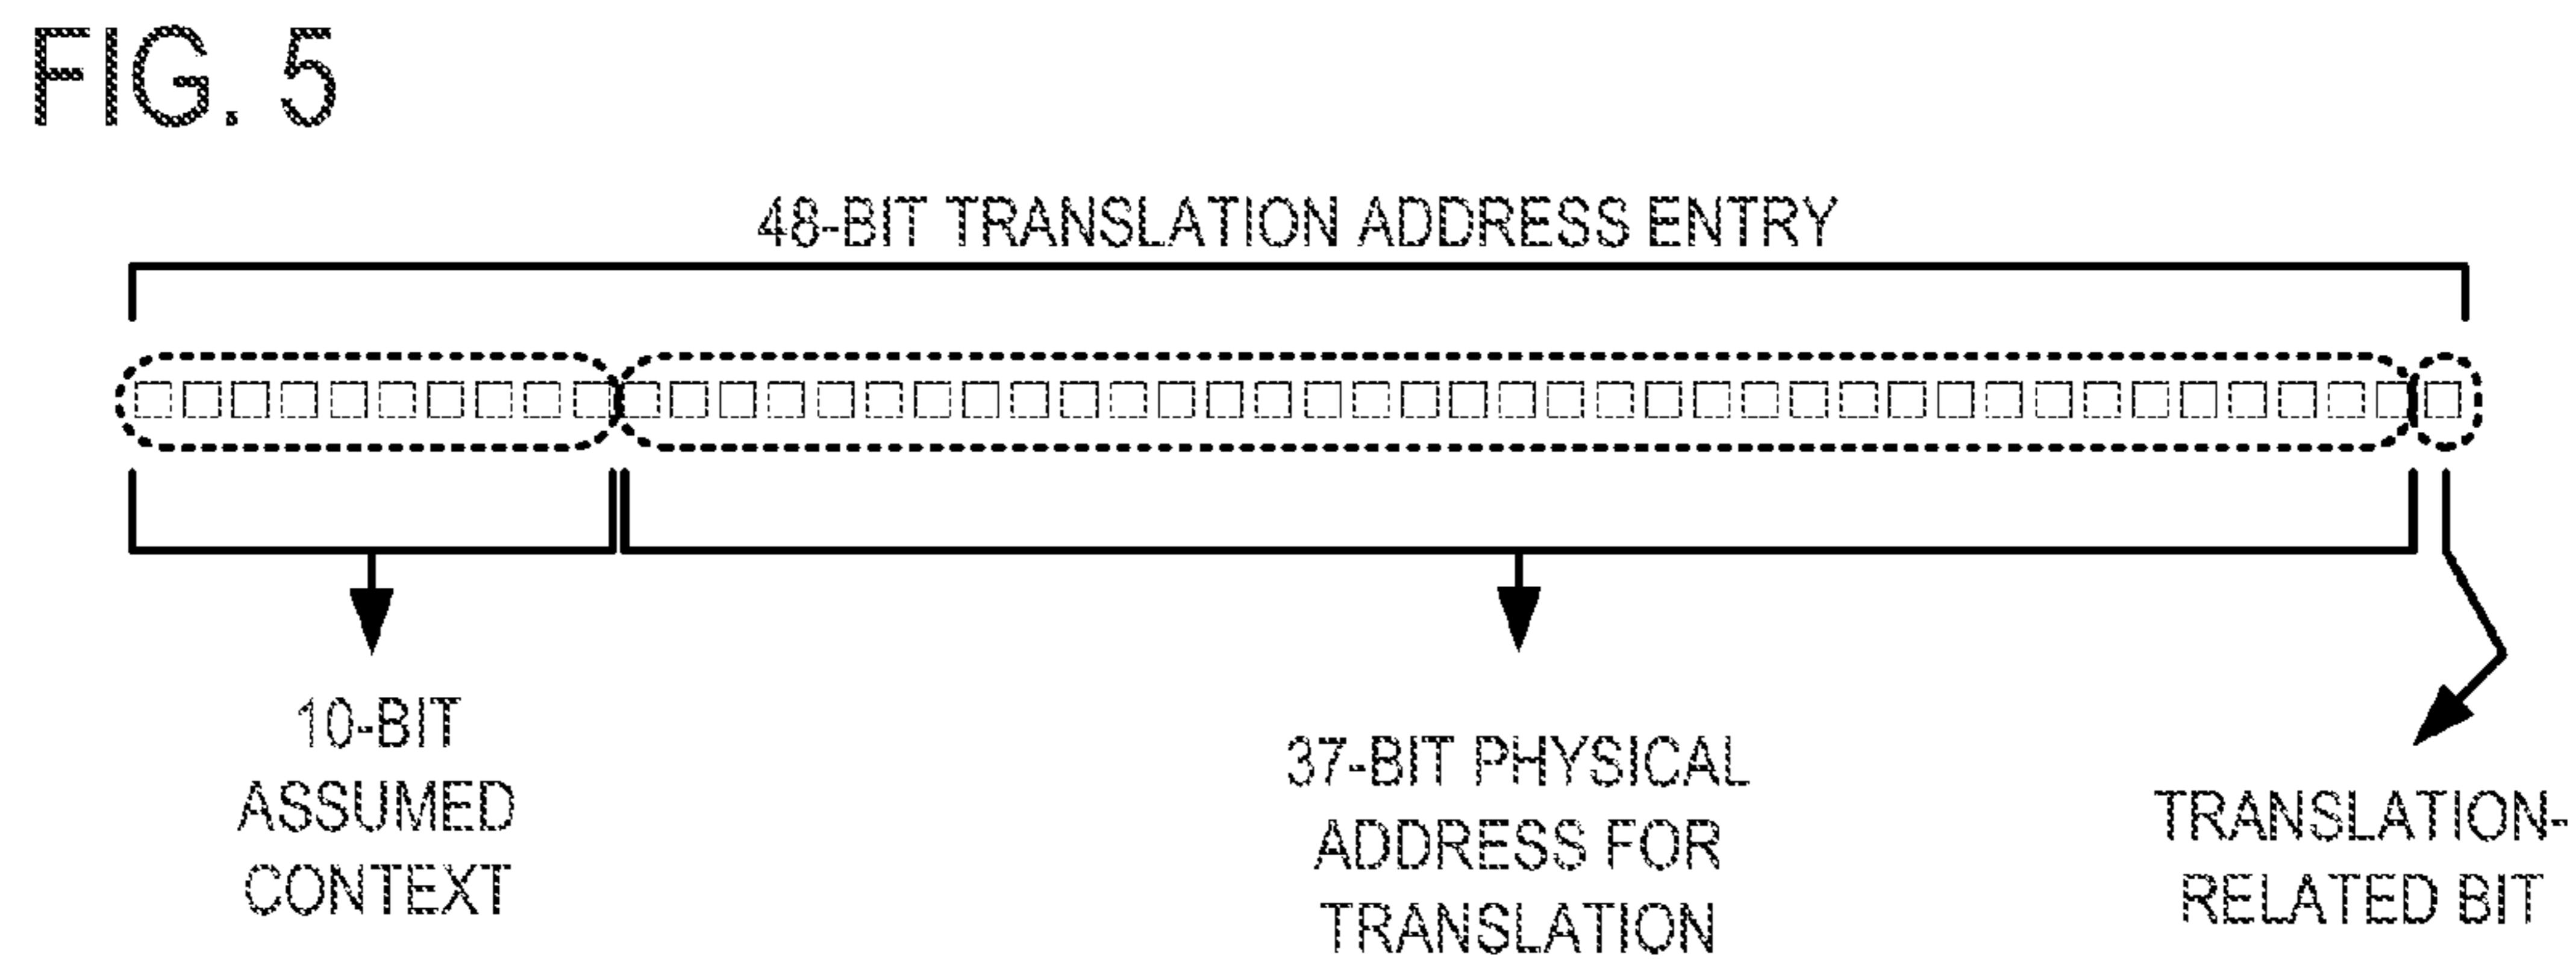 FIG. 5
48-BIT TRANSLATION ADDRESS ENTRY
10-BIT
ASSUMED
CONTEXT
37-BIT PHYSICAL
ADDRESS FOR
TRANSLATION
TRANSLATION-
RELATED BIT